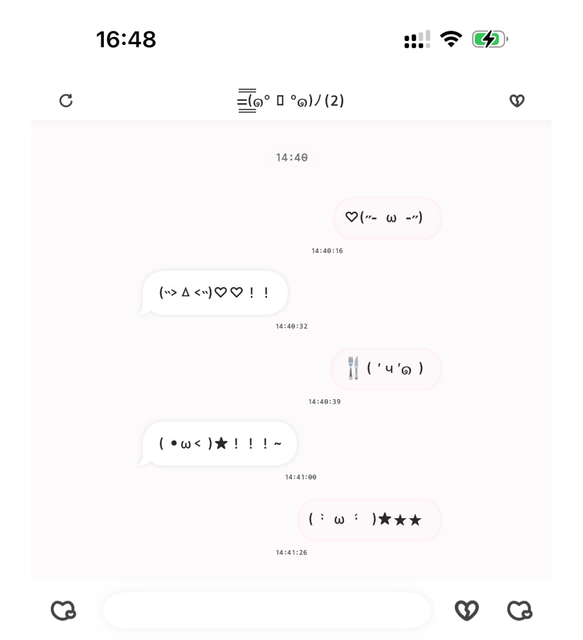 16:48
三(๑° ▯ °๑)ﾉ (2)
14:40
♡(˶- ω -˶)
14:40:16
(˶> ᐃ <˶)♡♡！！
14:40:32
🍴( ’ч’๑ )
14:40:39
( •ω< )★！！！~
14:41:00
( ･̀ ω ･́ )★★★
14:41:26